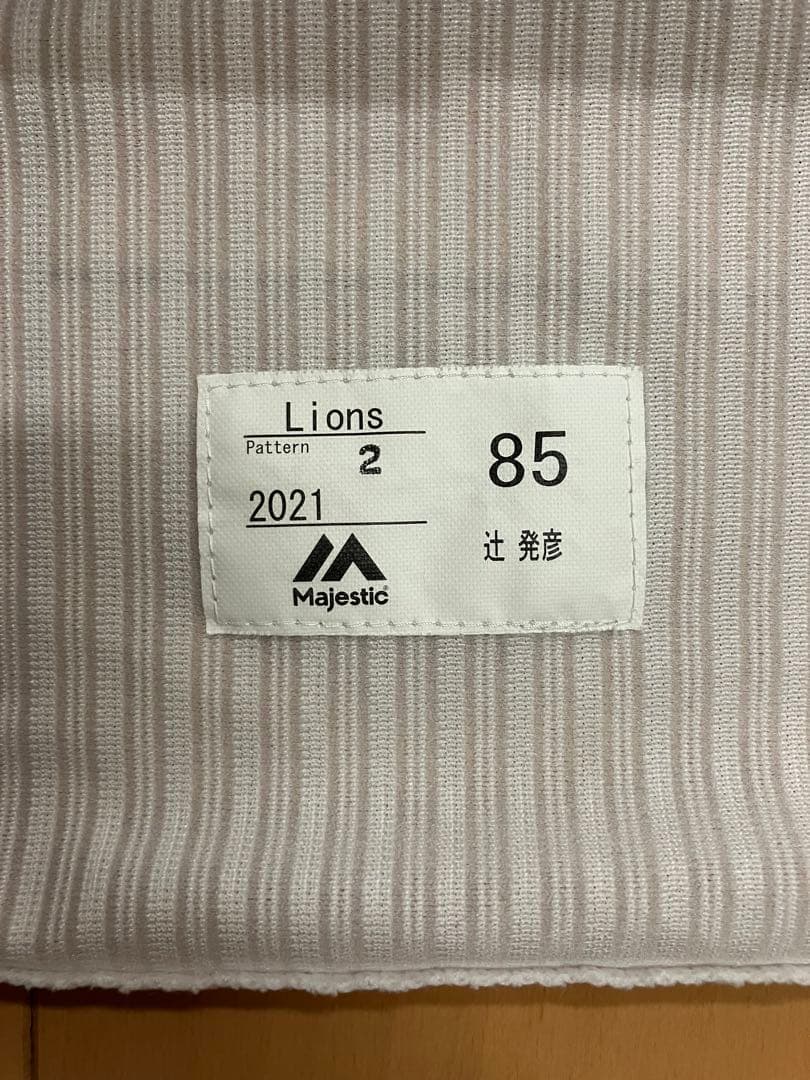 Lions
Pattern 2
2021
Majestic
85
辻 発彦